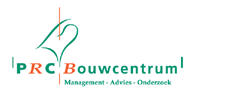 PRC Bouwcentrum
Management - Advies - Onderzoek